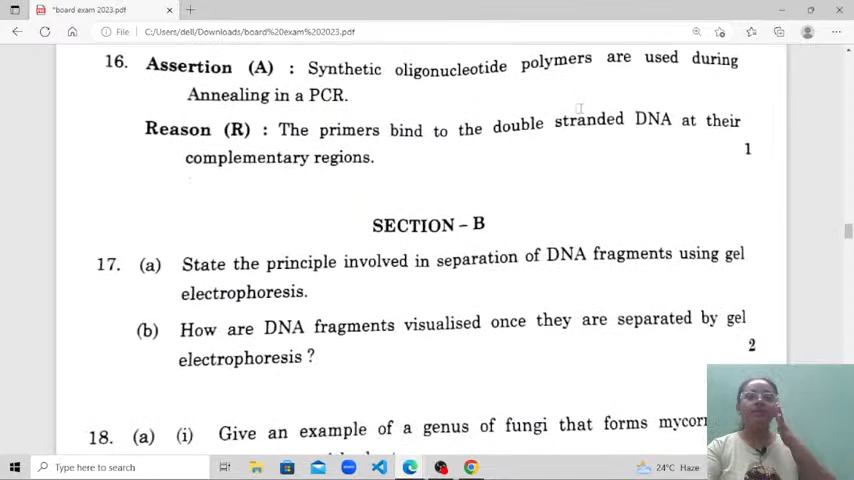 *board exam 2023.pdf
File
C:/Users/dell/Downloads/board%20exam%202023.pdf
16. Assertion (A) : Synthetic oligonucleotide polymers are used during
Annealing in a PCR.
Reason (R) : The primers bind to the double stranded DNA at their
complementary regions.
1
SECTION – B
17. (a) State the principle involved in separation of DNA fragments using gel
electrophoresis.
(b) How are DNA fragments visualised once they are separated by gel
electrophoresis ?
2
18. (a) (i) Give an example of a genus of fungi that forms
Type here to search
24°C Haze